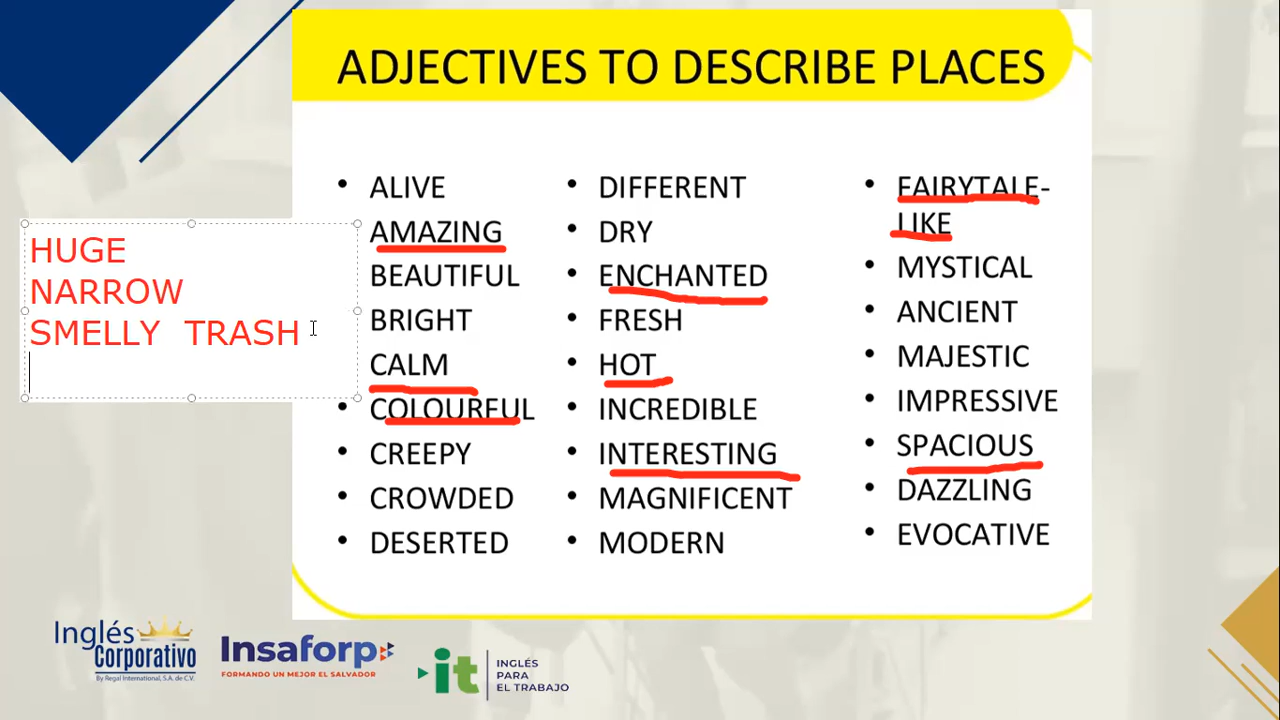 ADJECTIVES TO DESCRIBE PLACES
HUGE
NARROW
SMELLY TRASH
• ALIVE
AMAZING
BEAUTIFUL
BRIGHT
CALM
• COLOURFUL
• CREEPY
• CROWDED
• DESERTED
• DIFFERENT
• DRY
• ENCHANTED
• FRESH
• HOT
• INCREDIBLE
• INTERESTING
• MAGNIFICENT
• MODERN
• FAIRYTALE-
LIKE
• MYSTICAL
• ANCIENT
• MAJESTIC
• IMPRESSIVE
• SPACIOUS
• DAZZLING
• EVOCATIVE
Inglés
Corporativo
By Regal International, S.A. de C.V.
Insaforp
FORMANDO UN MEJOR EL SALVADOR
it
INGLÉS
PARA
EL TRABAJO